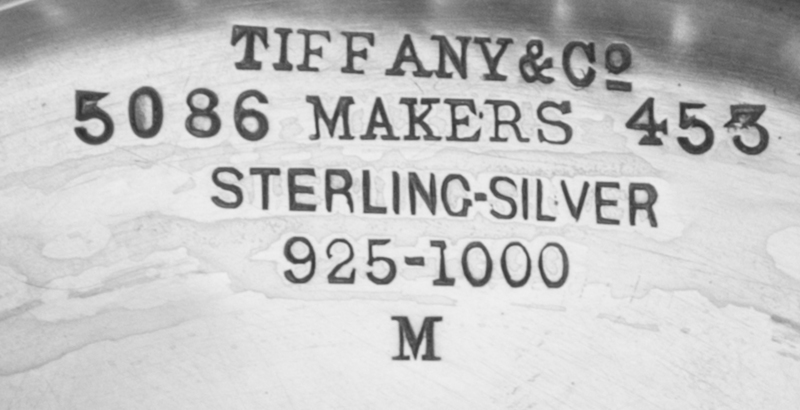 TIFFANY & Cº
5086 MAKERS 453
STERLING-SILVER
925-1000
M